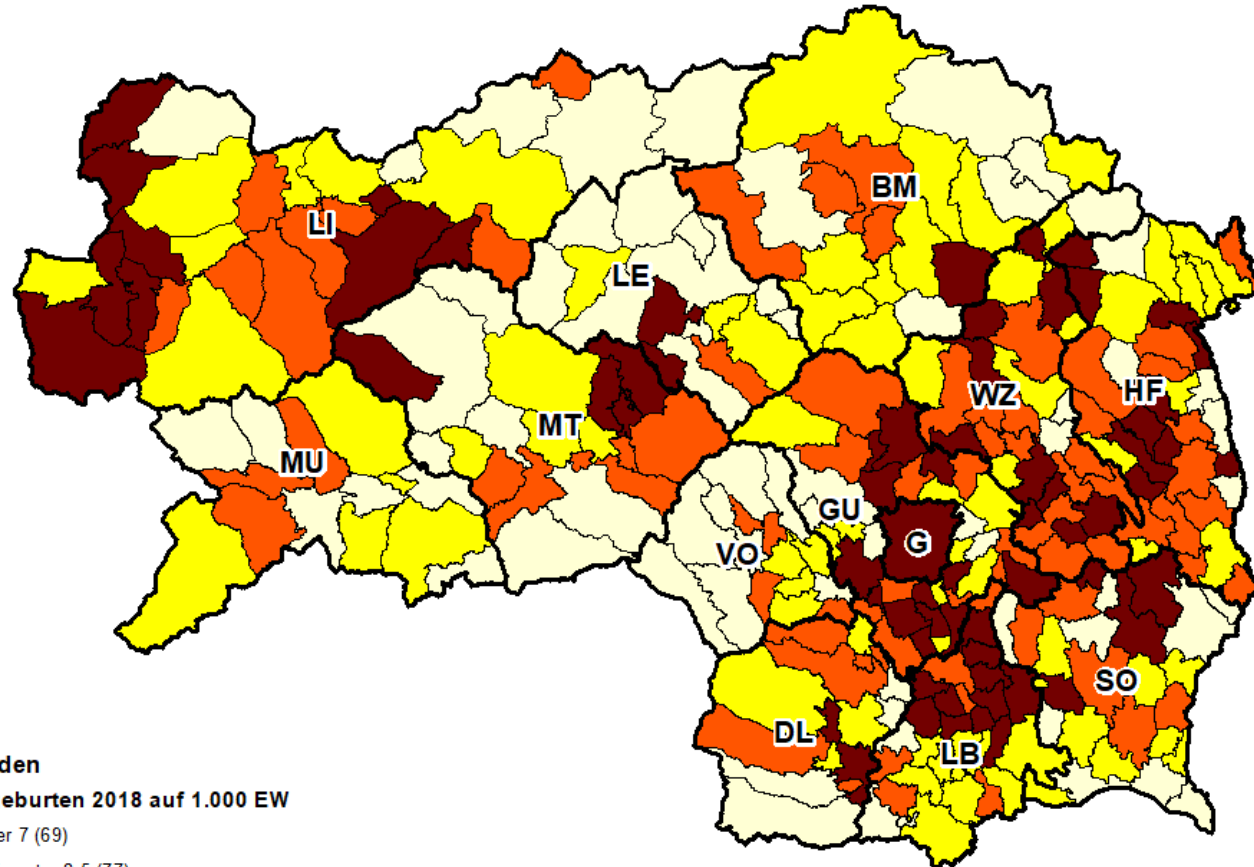 BM
LI
LE
WZ
HF
MT
MU
GU
G
VO
SO
DL
LB
den
eburten 2018 auf 1.000 EW
er 7 (69)